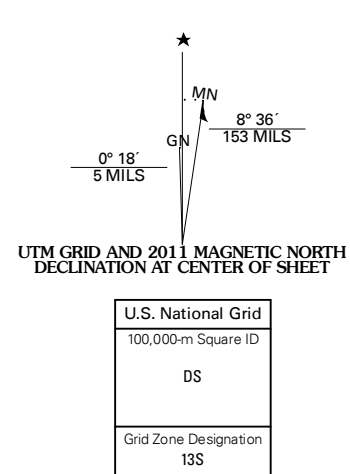 ★
MN
GN
8° 36´
153 MILS
0° 18´
5 MILS
UTM GRID AND 2011 MAGNETIC NORTH
DECLINATION AT CENTER OF SHEET
U.S. National Grid
100,000-m Square ID
DS
Grid Zone Designation
13S